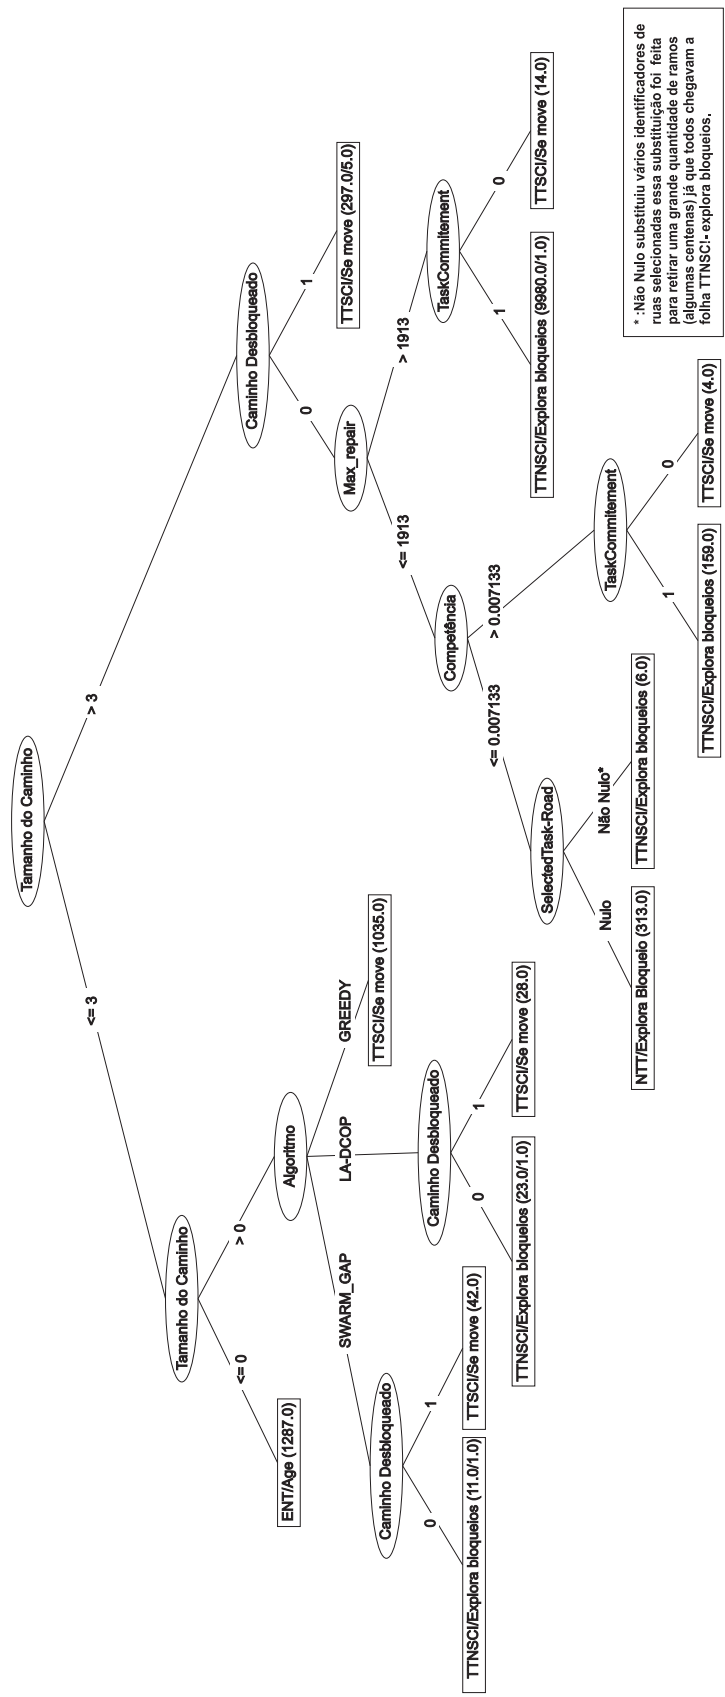 Tamanho do Caminho
<= 3
> 3
Tamanho do Caminho
Caminho Desbloqueado
<= 0
> 0
0
1
ENT/Age (1287.0)
Algoritmo
Max_repair
TTSCI/Se move (297.0/5.0)
SWARM_GAP
LA-DCOP
GREEDY
<= 1913
> 1913
Caminho Desbloqueado
Caminho Desbloqueado
TTSCI/Se move (1035.0)
Competência
TaskCommitement
0
1
0
1
<= 0.007133
> 0.007133
1
0
TTNSCI/Explora bloqueios (11.0/1.0)
TTSCI/Se move (42.0)
TTNSCI/Explora bloqueios (23.0/1.0)
TTSCI/Se move (28.0)
SelectedTask-Road
TaskCommitement
TTNSCI/Explora bloqueios (9980.0/1.0)
TTSCI/Se move (14.0)
Nulo
Não Nulo*
1
0
NTT/Explora Bloqueio (313.0)
TTNSCI/Explora bloqueios (6.0)
TTNSCI/Explora bloqueios (159.0)
TTSCI/Se move (4.0)
* :Não Nulo substituiu vários identificadores de
ruas selecionadas essa substituição foi feita
para retirar uma grande quantidade de ramos
(algumas centenas) já que todos chegavam a
folha TTNSC!- explora bloqueios.